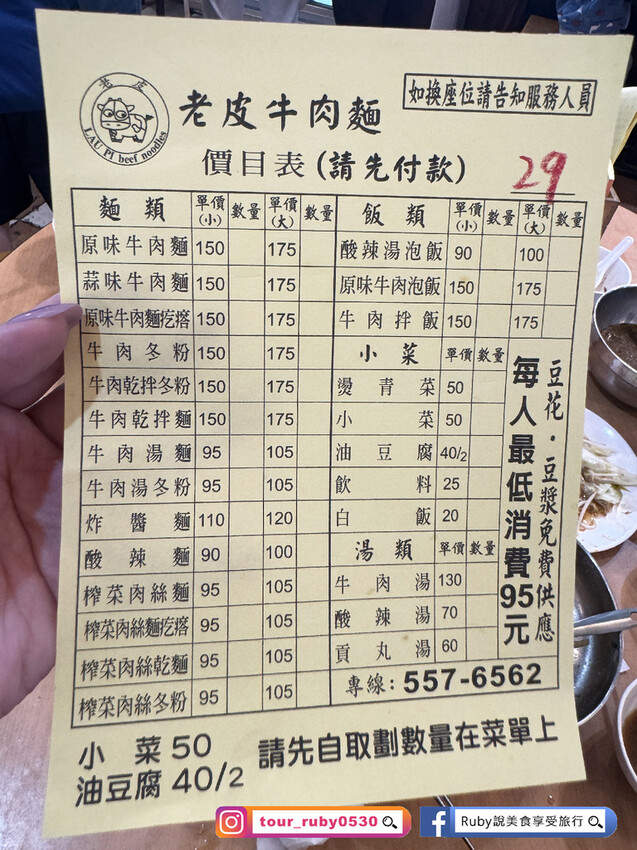 老皮
LAU PI beef noodles
老皮牛肉麵
如換座位請告知服務人員
價目表(請先付款)
29
麵類 單價(小) 數量 單價(大) 數量
原味牛肉麵 150 175
蒜味牛肉麵 150 175
原味牛肉麵疙瘩 150 175
牛肉冬粉 150 175
牛肉乾拌冬粉 150 175
牛肉乾拌麵 150 175
牛肉湯麵 95 105
牛肉湯冬粉 95 105
炸醬麵 110 120
酸辣麵 90 100
榨菜肉絲麵 95 105
榨菜肉絲麵疙瘩 95 105
榨菜肉絲乾麵 95 105
榨菜肉絲冬粉 95 105
飯類 單價(小) 數量 單價(大) 數量
酸辣湯泡飯 90 100
原味牛肉泡飯 150 175
牛肉拌飯 150 175
小菜 單價 數量
燙青菜 50
小菜 50
油豆腐 40/2
飲料 25
白飯 20
湯類 單價 數量
牛肉湯 130
酸辣湯 70
貢丸湯 60
豆花・豆漿免費供應
每人最低消費95元
專線：557-6562
小菜50
油豆腐40/2
請先自取劃數量在菜單上
tour_ruby0530
Ruby說美食享受旅行